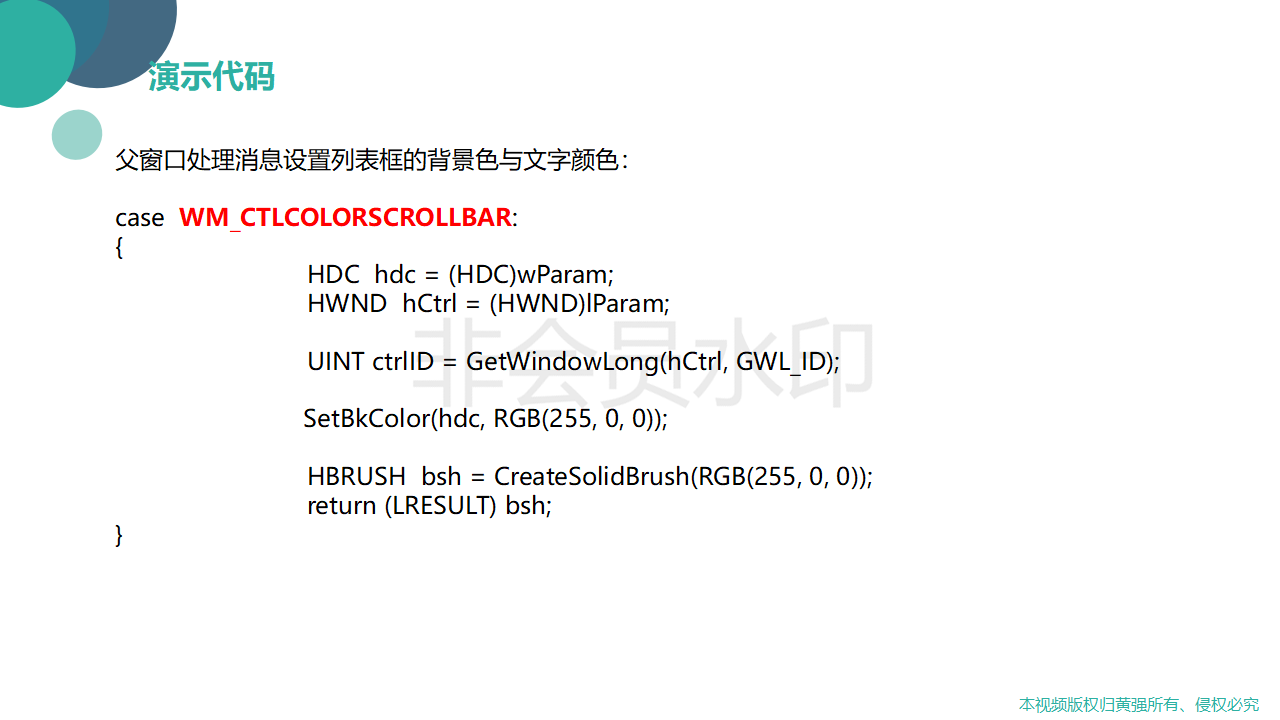 演示代码
父窗口处理消息设置列表框的背景色与文字颜色：
case  WM_CTLCOLORSCROLLBAR:
{
HDC  hdc = (HDC)wParam;
HWND  hCtrl = (HWND)lParam;
非会员水印
UINT ctrlID = GetWindowLong(hCtrl, GWL_ID);
SetBkColor(hdc, RGB(255, 0, 0));
HBRUSH  bsh = CreateSolidBrush(RGB(255, 0, 0));
return (LRESULT) bsh;
}
本视频版权归黄强所有、侵权必究